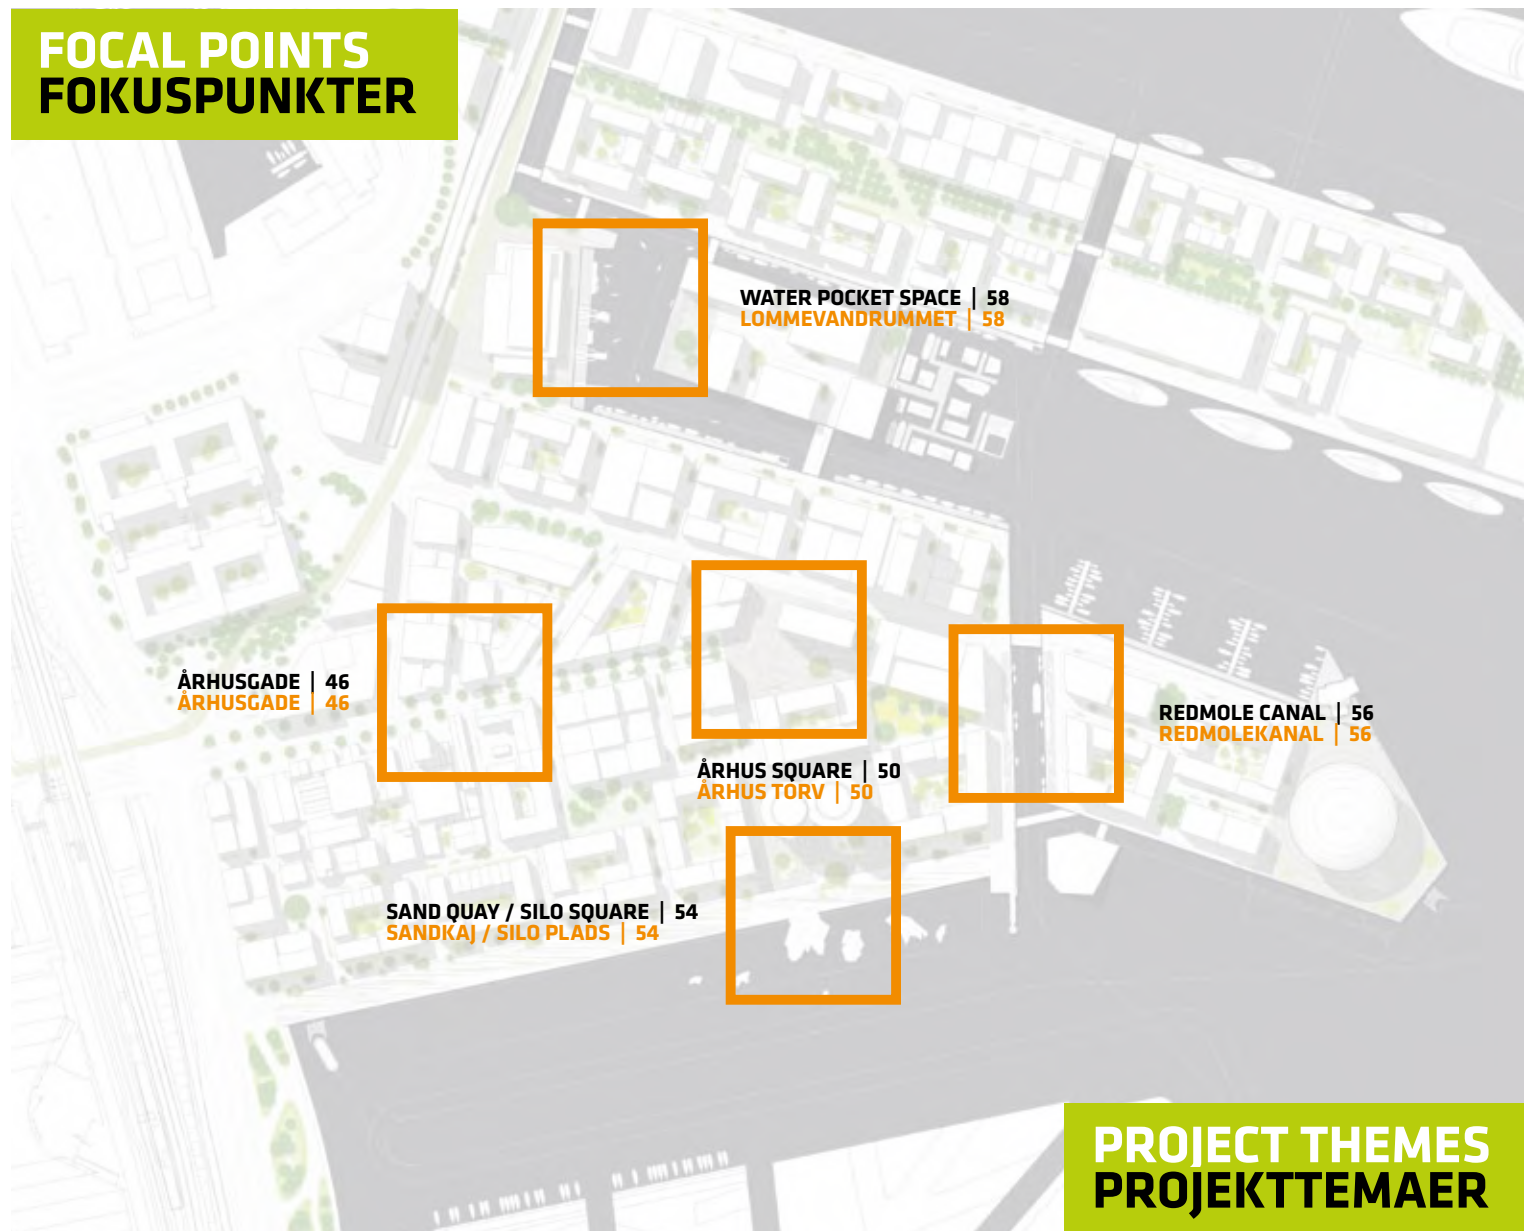 FOCAL POINTS
FOKUSPUNKTER
WATER POCKET SPACE | 58
LOMMEVANDRUMMET | 58
ÅRHUSGADE | 46
ÅRHUSGADE | 46
REDMOLE CANAL | 56
REDMOLEKANAL | 56
ÅRHUS SQUARE | 50
ÅRHUS TORV | 50
SAND QUAY / SILO SQUARE | 54
SANDKAJ / SILO PLADS | 54
PROJECT THEMES
PROJEKTTEMAER